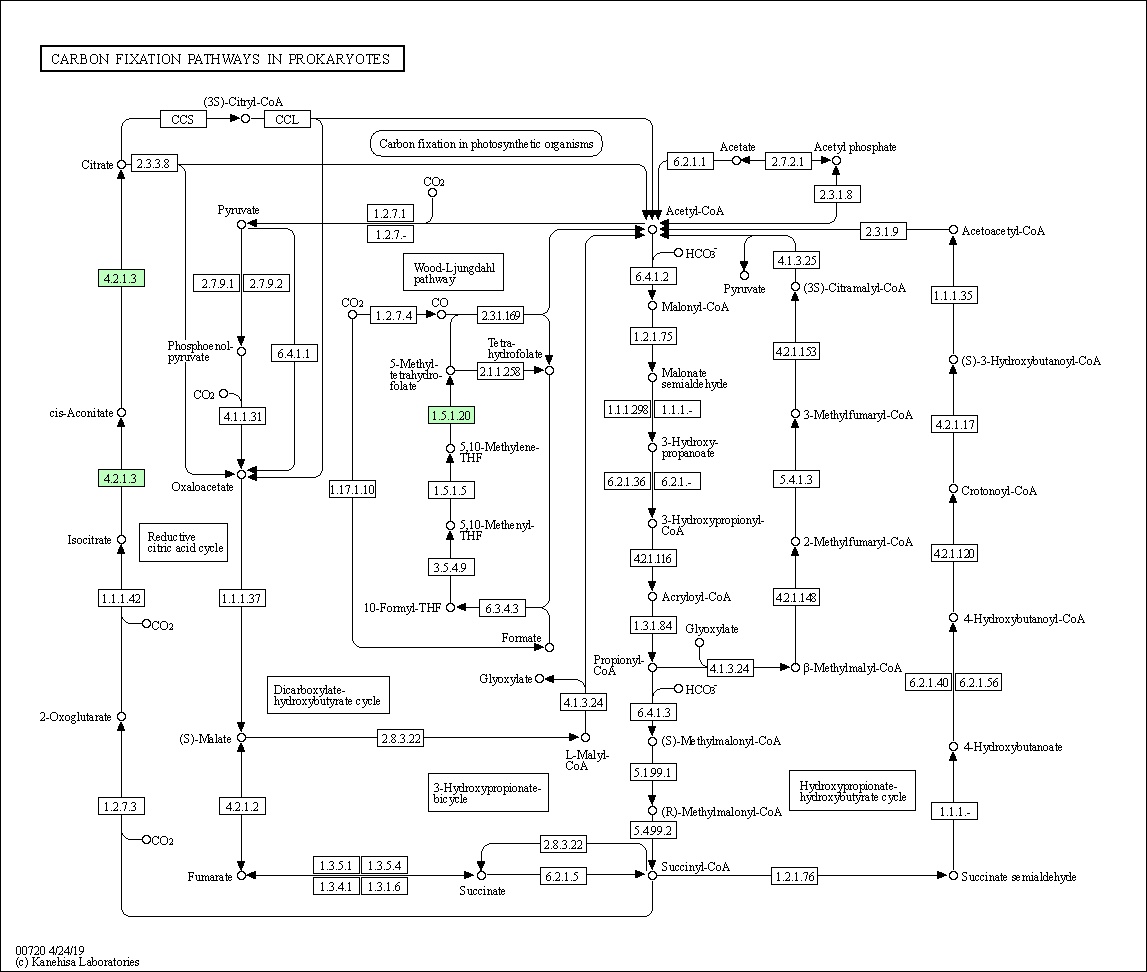 CARBON FIXATION PATHWAYS IN PROKARYOTES
(3S)-Citryl-CoA
CCS
CCL
Carbon fixation in photosynthetic organisms
Citrate
2.3.3.8
Acetate
Acetyl phosphate
6.2.1.1
2.7.2.1
CO2
2.3.1.8
Pyruvate
1.2.7.1
1.2.7.-
Acetyl-CoA
2.3.1.9
Acetoacetyl-CoA
HCO3-
4.2.1.3
2.7.9.1
2.7.9.2
Wood-Ljungdahl
pathway
6.4.1.2
Pyruvate
4.1.3.25
(3S)-Citramalyl-CoA
1.1.1.35
CO2
1.2.7.4
CO
2.3.1.169
Malonyl-CoA
1.2.1.75
Phosphoenol-
pyruvate
6.4.1.1
Tetra-
hydrofolate
4.2.1.153
5-Methyl-
tetrahydro-
folate
2.1.1.258
Malonate
semialdehyde
(S)-3-Hydroxybutanoyl-CoA
CO2
cis-Aconitate
4.1.1.31
1.5.1.20
1.1.1.298
1.1.1.-
3-Methylfumaryl-CoA
4.2.1.17
5,10-Methylene-
THF
3-Hydroxy-
propanoate
4.2.1.3
Oxaloacetate
1.17.1.10
1.5.1.5
6.2.1.36
6.2.1.-
5.4.1.3
Crotonoyl-CoA
Isocitrate
Reductive
citric acid cycle
5,10-Methenyl-
THF
3-Hydroxypropionyl-
CoA
2-Methylfumaryl-CoA
3.5.4.9
4.2.1.116
4.2.1.120
1.1.1.42
1.1.1.37
10-Formyl-THF
6.3.4.3
Acryloyl-CoA
4.2.1.148
CO2
Formate
1.3.1.84
Glyoxylate
4-Hydroxybutanoyl-CoA
Propionyl-
CoA
4.1.3.24
β-Methylmalyl-CoA
Glyoxylate
HCO3-
6.2.1.40
6.2.1.56
Dicarboxylate-
hydroxybutyrate cycle
4.1.3.24
6.4.1.3
2-Oxoglutarate
(S)-Malate
2.8.3.22
L-Malyl-
CoA
(S)-Methylmalonyl-CoA
4-Hydroxybutanoate
3-Hydroxypropionate-
bicycle
5.1.99.1
Hydroxypropionate-
hydroxybutyrate cycle
1.2.7.3
4.2.1.2
(R)-Methylmalonyl-CoA
1.1.1.-
CO2
5.4.99.2
2.8.3.22
Fumarate
1.3.5.1
1.3.5.4
1.3.4.1
1.3.1.6
Succinate
6.2.1.5
Succinyl-CoA
1.2.1.76
Succinate semialdehyde
00720 4/24/19
(c) Kanehisa Laboratories